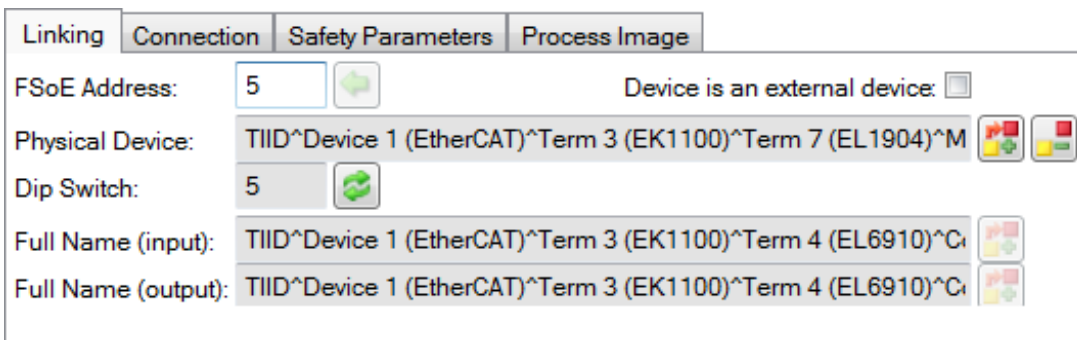 Linking Connection Safety Parameters Process Image
FSoE Address: 5 Device is an external device:
Physical Device: TIID^Device 1 (EtherCAT)^Term 3 (EK1100)^Term 7 (EL1904)^M
Dip Switch: 5
Full Name (input): TIID^Device 1 (EtherCAT)^Term 3 (EK1100)^Term 4 (EL6910)^C
Full Name (output): TIID^Device 1 (EtherCAT)^Term 3 (EK1100)^Term 4 (EL6910)^C